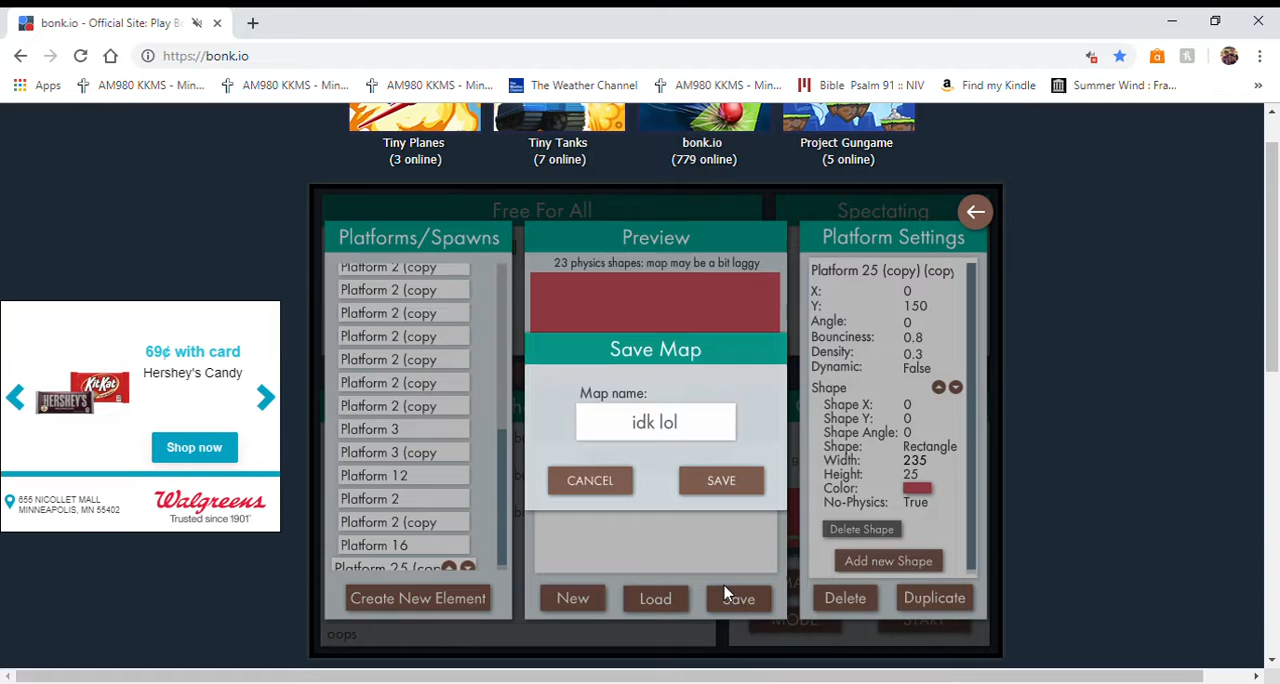 bonk.io - Official Site: Play Bo
https://bonk.io
Apps
AM980 KKMS - Min...
AM980 KKMS - Min...
AM980 KKMS - Min...
The Weather Channel
AM980 KKMS - Min...
Bible Psalm 91 :: NIV
Find my Kindle
Summer Wind : Fra...
»
Tiny Planes
(3 online)
Tiny Tanks
(7 online)
bonk.io
(779 online)
Project Gungame
(5 online)
Free For All
Spectating
Platforms/Spawns
Platform 2 (copy
Platform 2 (copy
Platform 2 (copy
Platform 2 (copy
Platform 2 (copy
Platform 2 (copy
Platform 2 (copy
Platform 3
Platform 3 (copy
Platform 12
Platform 2
Platform 2 (copy
Platform 16
Platform 25 (cop
Create New Element
Preview
23 physics shapes: map may be a bit laggy
Save Map
Map name:
idk lol
CANCEL
SAVE
New
Load
Save
Platform Settings
Platform 25 (copy) (copy
X: 0
Y: 150
Angle: 0
Bounciness: 0.8
Density: 0.3
Dynamic: False
Shape
Shape X: 0
Shape Y: 0
Shape Angle: 0
Shape: Rectangle
Width: 235
Height: 25
Color:
No-Physics: True
Delete Shape
Add new Shape
Delete
Duplicate
oops
MODE
START
69¢ with card
Hershey's Candy
KitKat
HERSHEY'S
Shop now
655 NICOLLET MALL
MINNEAPOLIS, MN 55402
Walgreens
Trusted since 1901